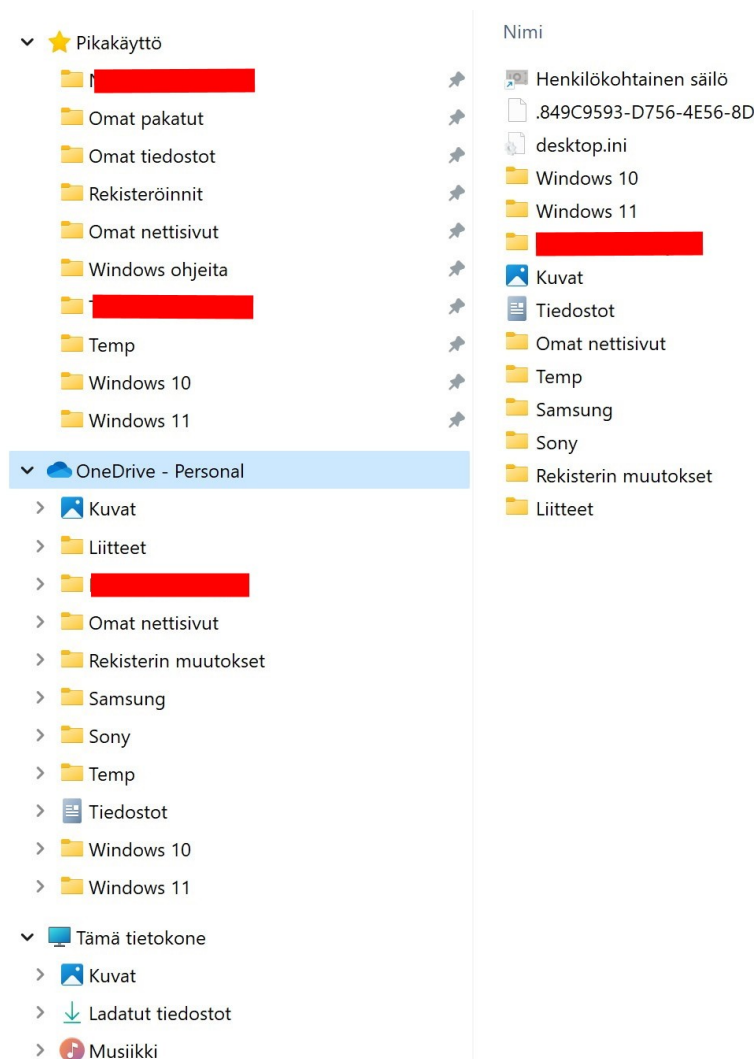 Pikakäyttö
Omat pakatut
Omat tiedostot
Rekisteröinnit
Omat nettisivut
Windows ohjeita
Temp
Windows 10
Windows 11
OneDrive - Personal
Kuvat
Liitteet
Omat nettisivut
Rekisterin muutokset
Samsung
Sony
Temp
Tiedostot
Windows 10
Windows 11
Tämä tietokone
Kuvat
Ladatut tiedostot
Musiikki
Nimi
Henkilökohtainen säilö
.849C9593-D756-4E56-8D
desktop.ini
Windows 10
Windows 11
Kuvat
Tiedostot
Omat nettisivut
Temp
Samsung
Sony
Rekisterin muutokset
Liitteet